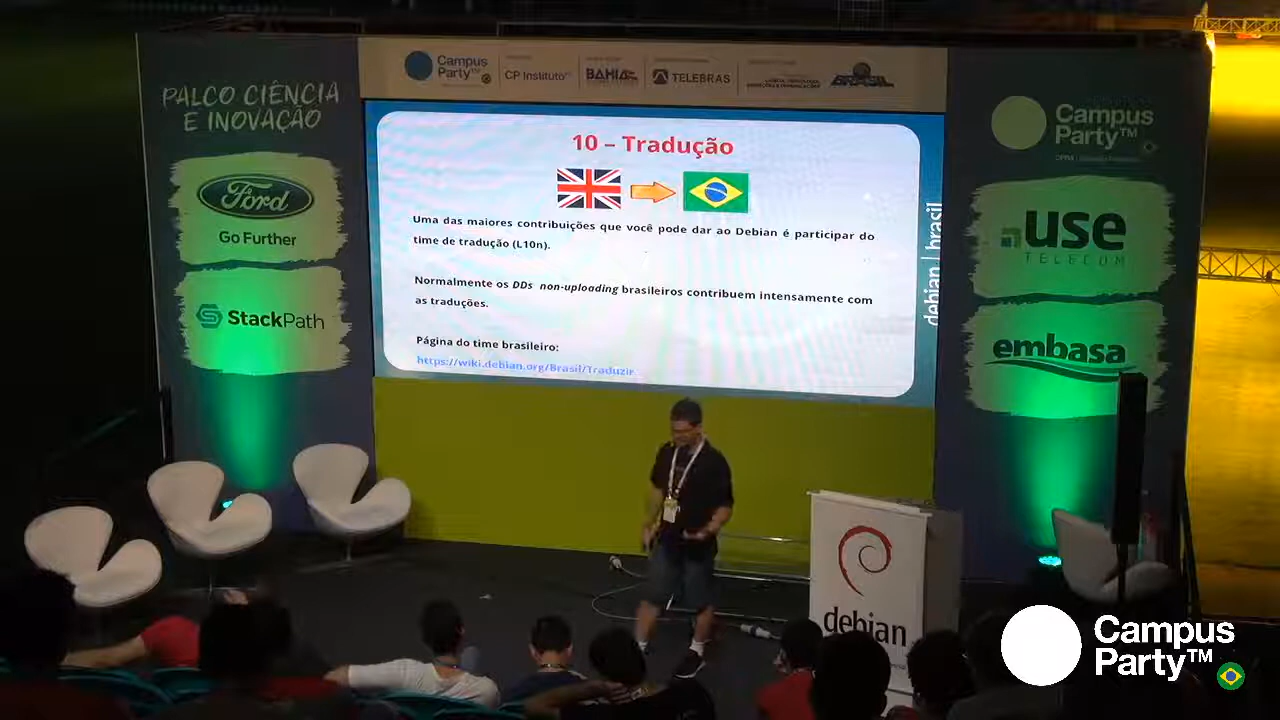 PALCO CIÊNCIA
E INOVAÇÃO
Ford
Go Further
StackPath
Campus
Party™
CP Instituto
BAHIA
TELEBRAS
10 – Tradução
Uma das maiores contribuições que você pode dar ao Debian é participar do
time de tradução (L10n).
Normalmente os DDs non-uploading brasileiros contribuem intensamente com
as traduções.
Página do time brasileiro:
https://wiki.debian.org/Brasil/Traduzir
debian | brasil
Campus
Party™
USE
TELECOM
embasa
debian
Campus
Party™